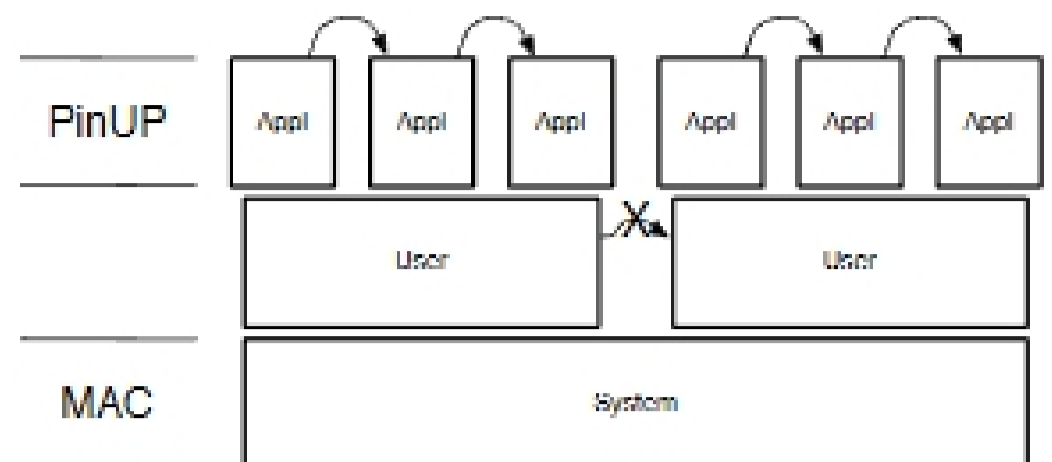 PinUP
Appl Appl Appl Appl Appl Appl
X
User User
MAC
System